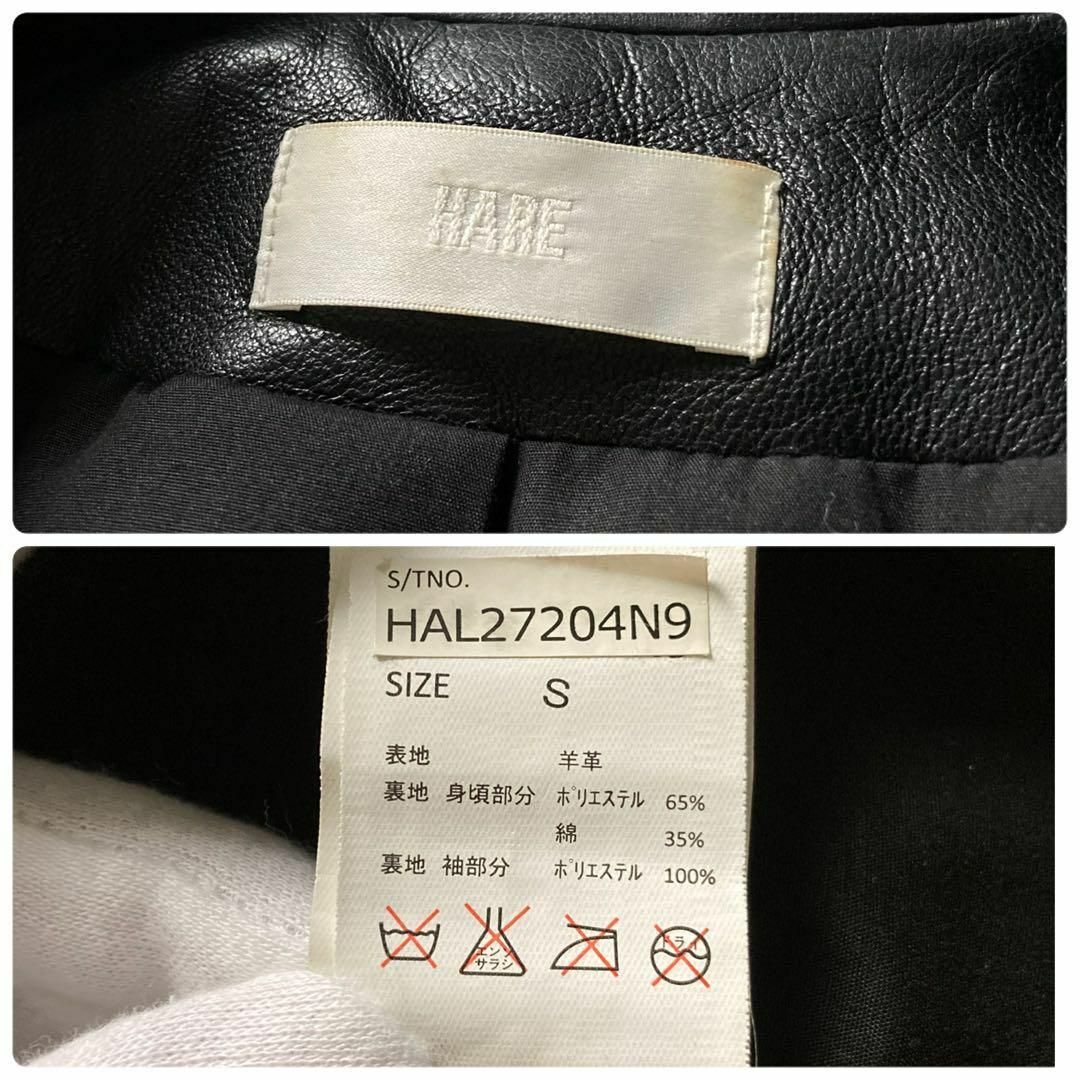 HARE
S/TNO.
HAL27204N9
SIZE S
表地 羊革
裏地 身頃部分 ポリエステル 65%
綿 35%
裏地 袖部分 ポリエステル 100%
エンソ
サラシ
ドライ